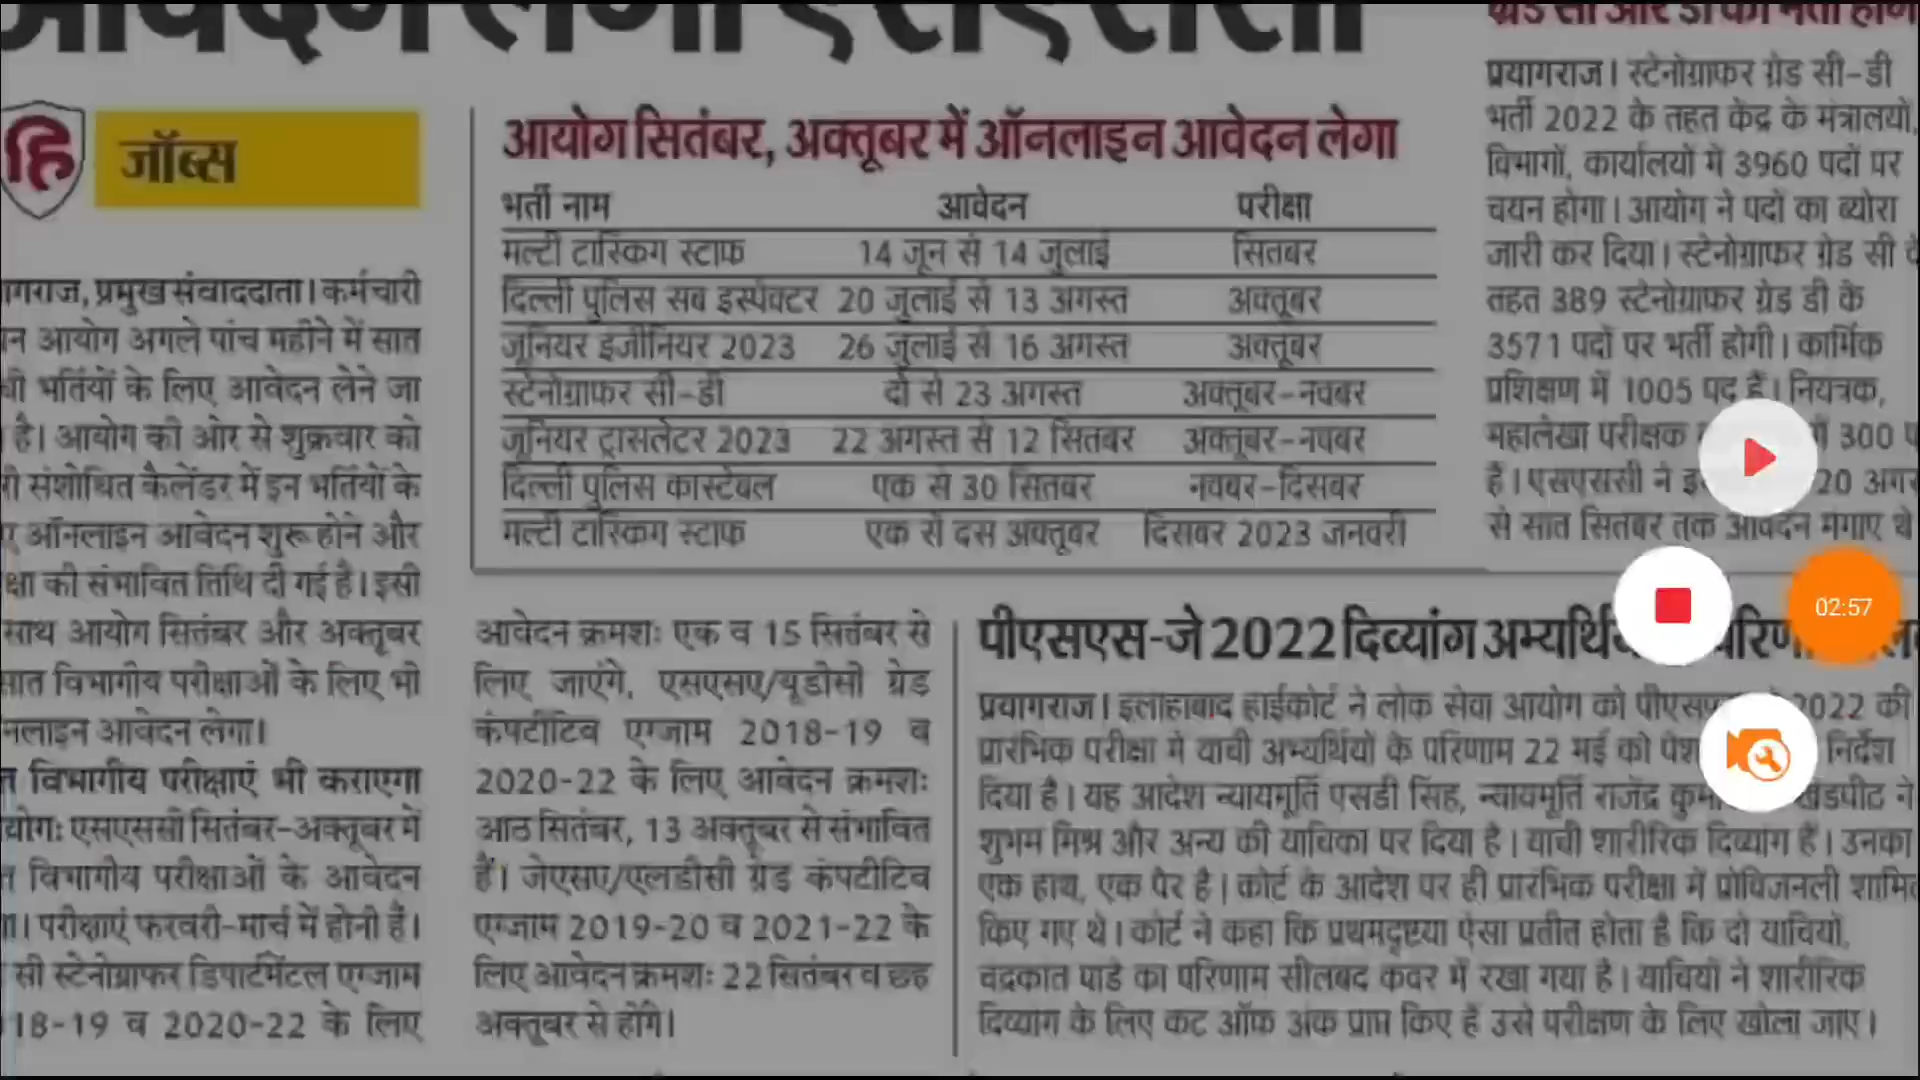 हि
जॉब्स
प्रमुख संवाददाता। कर्मचारी
आयोग अगले पांच महीने में सात
भर्तियों के लिए आवेदन लेने जा
है। आयोग की ओर से शुक्रवार को
संशोधित कैलेंडर में इन भर्तियों के
ऑनलाइन आवेदन शुरू होने और
की संभावित तिथि दी गई है। इसी
साथ आयोग सितंबर और अक्तूबर
सात विभागीय परीक्षाओं के लिए भी
आवेदन लेगा।
विभागीय परीक्षाएं भी कराएगा
एसएससी सितंबर-अक्तूबर में
विभागीय परीक्षाओं के आवेदन
परीक्षाएं फरवरी-मार्च में होनी हैं।
सी स्टेनोग्राफर डिपार्टमेंटल एग्जाम
18-19 व 2020-22 के लिए
आयोग सितंबर, अक्तूबर में ऑनलाइन आवेदन लेगा
भर्ती नाम आवेदन परीक्षा
मल्टी टास्किंग स्टाफ 14 जून से 14 जुलाई सितंबर
दिल्ली पुलिस सब इंस्पेक्टर 20 जुलाई से 13 अगस्त अक्तूबर
जूनियर इंजीनियर 2023 26 जुलाई से 16 अगस्त अक्तूबर
स्टेनोग्राफर सी-डी दो से 23 अगस्त अक्तूबर-नवंबर
जूनियर ट्रांसलेटर 2023 22 अगस्त से 12 सितंबर अक्तूबर-नवंबर
दिल्ली पुलिस कांस्टेबल एक से 30 सितंबर नवंबर-दिसंबर
मल्टी टास्किंग स्टाफ एक से दस अक्तूबर दिसंबर 2023 जनवरी
आवेदन क्रमशः एक व 15 सितंबर से
लिए जाएंगे, एसएसए/यूडीसी ग्रेड
कंपटीटिव एग्जाम 2018-19 व
2020-22 के लिए आवेदन क्रमशः
आठ सितंबर, 13 अक्तूबर से संभावित
हैं। जेएसए/एलडीसी ग्रेड कंपटीटिव
एग्जाम 2019-20 व 2021-22 के
लिए आवेदन क्रमशः 22 सितंबर व छह
अक्तूबर से होंगे।
प्रयागराज। स्टेनोग्राफर ग्रेड सी-डी
भर्ती 2022 के तहत केंद्र के मंत्रालयों,
विभागों, कार्यालयों में 3960 पदों पर
चयन होगा। आयोग ने पदों का ब्योरा
जारी कर दिया। स्टेनोग्राफर ग्रेड सी के
तहत 389 स्टेनोग्राफर ग्रेड डी के
3571 पदों पर भर्ती होगी। कार्मिक
प्रशिक्षण में 1005 पद हैं। नियंत्रक,
महालेखा परीक्षक 300
हैं। एसएससी ने 20
से सात सितंबर तक आवेदन मंगाए थे
पीएसएस-जे 2022 दिव्यांग
प्रयागराज। इलाहाबाद हाईकोर्ट ने लोक सेवा आयोग को 2022 की
प्रारंभिक परीक्षा में याची अभ्यर्थियों के परिणाम 22 मई को पेश निर्देश
दिया है। यह आदेश न्यायमूर्ति एसडी सिंह, न्यायमूर्ति राजेंद्र खंडपीठ ने
शुभम मिश्र और अन्य की याचिका पर दिया है। याची शारीरिक दिव्यांग हैं। उनका
एक हाथ, एक पैर है। कोर्ट के आदेश पर ही प्रारंभिक परीक्षा में प्रोविजनली
किए गए थे। कोर्ट ने कहा कि प्रथमदृष्टया ऐसा प्रतीत होता है कि दो याचियों,
चंद्रकांत पांडे का परिणाम सीलबंद कवर में रखा गया है। याचियों ने शारीरिक
दिव्यांग के लिए कट ऑफ अंक प्राप्त किए हैं उसे परीक्षण के लिए खोला जाए।
02:57